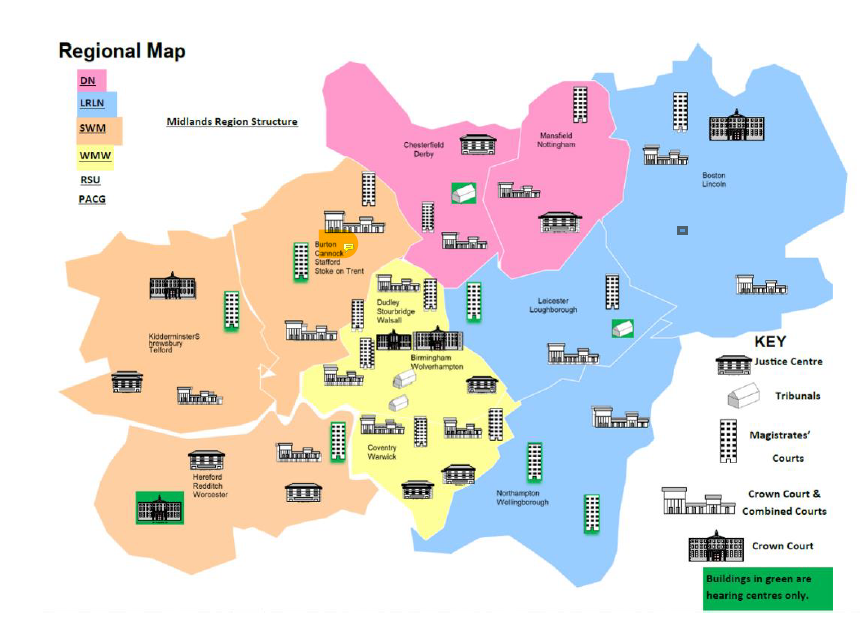 Regional Map
DN
LRLN
SWM
WMW
RSU
PACG
Midlands Region Structure
Chesterfield
Derby
Mansfield
Nottingham
Boston
Lincoln
Burton
Cannock
Stafford
Stoke on Trent
Dudley
Stourbridge
Walsall
Leicester
Loughborough
KidderminsterS
hrewsbury
Telford
Birmingham
Wolverhampton
Coventry
Warwick
Hereford
Redditch
Worcester
Northampton
Wellingborough
KEY
Justice Centre
Tribunals
Magistrates'
Courts
Crown Court &
Combined Courts
Crown Court
Buildings in green are
hearing centres only.